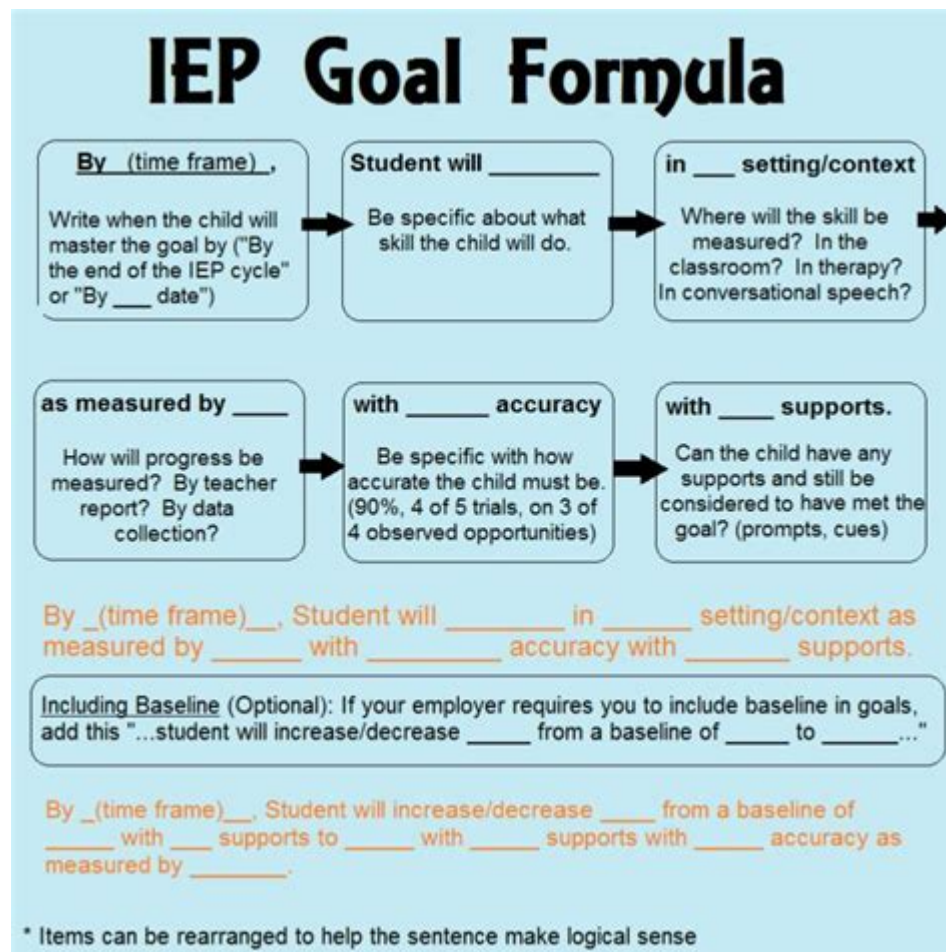 IEP Goal Formula
By (time frame) ,
Write when the child will
master the goal by ("By
the end of the IEP cycle"
or "By ___ date")
Student will ________
Be specific about what
skill the child will do.
in ___ setting/context
Where will the skill be
measured? In the
classroom? In therapy?
In conversational speech?
as measured by ____
How will progress be
measured? By teacher
report? By data
collection?
with ______ accuracy
Be specific with how
accurate the child must be.
(90%, 4 of 5 trials, on 3 of
4 observed opportunities)
with ____ supports.
Can the child have any
supports and still be
considered to have met the
goal? (prompts, cues)
By _(time frame)__, Student will ________ in ______ setting/context as
measured by ______ with _________ accuracy with _______ supports.
Including Baseline (Optional): If your employer requires you to include baseline in goals,
add this "...student will increase/decrease _____ from a baseline of _____ to ______..."
By _(time frame)__, Student will increase/decrease ____ from a baseline of
_____ with ___ supports to _____ with _____ supports with ______ accuracy as
measured by _______.
* Items can be rearranged to help the sentence make logical sense